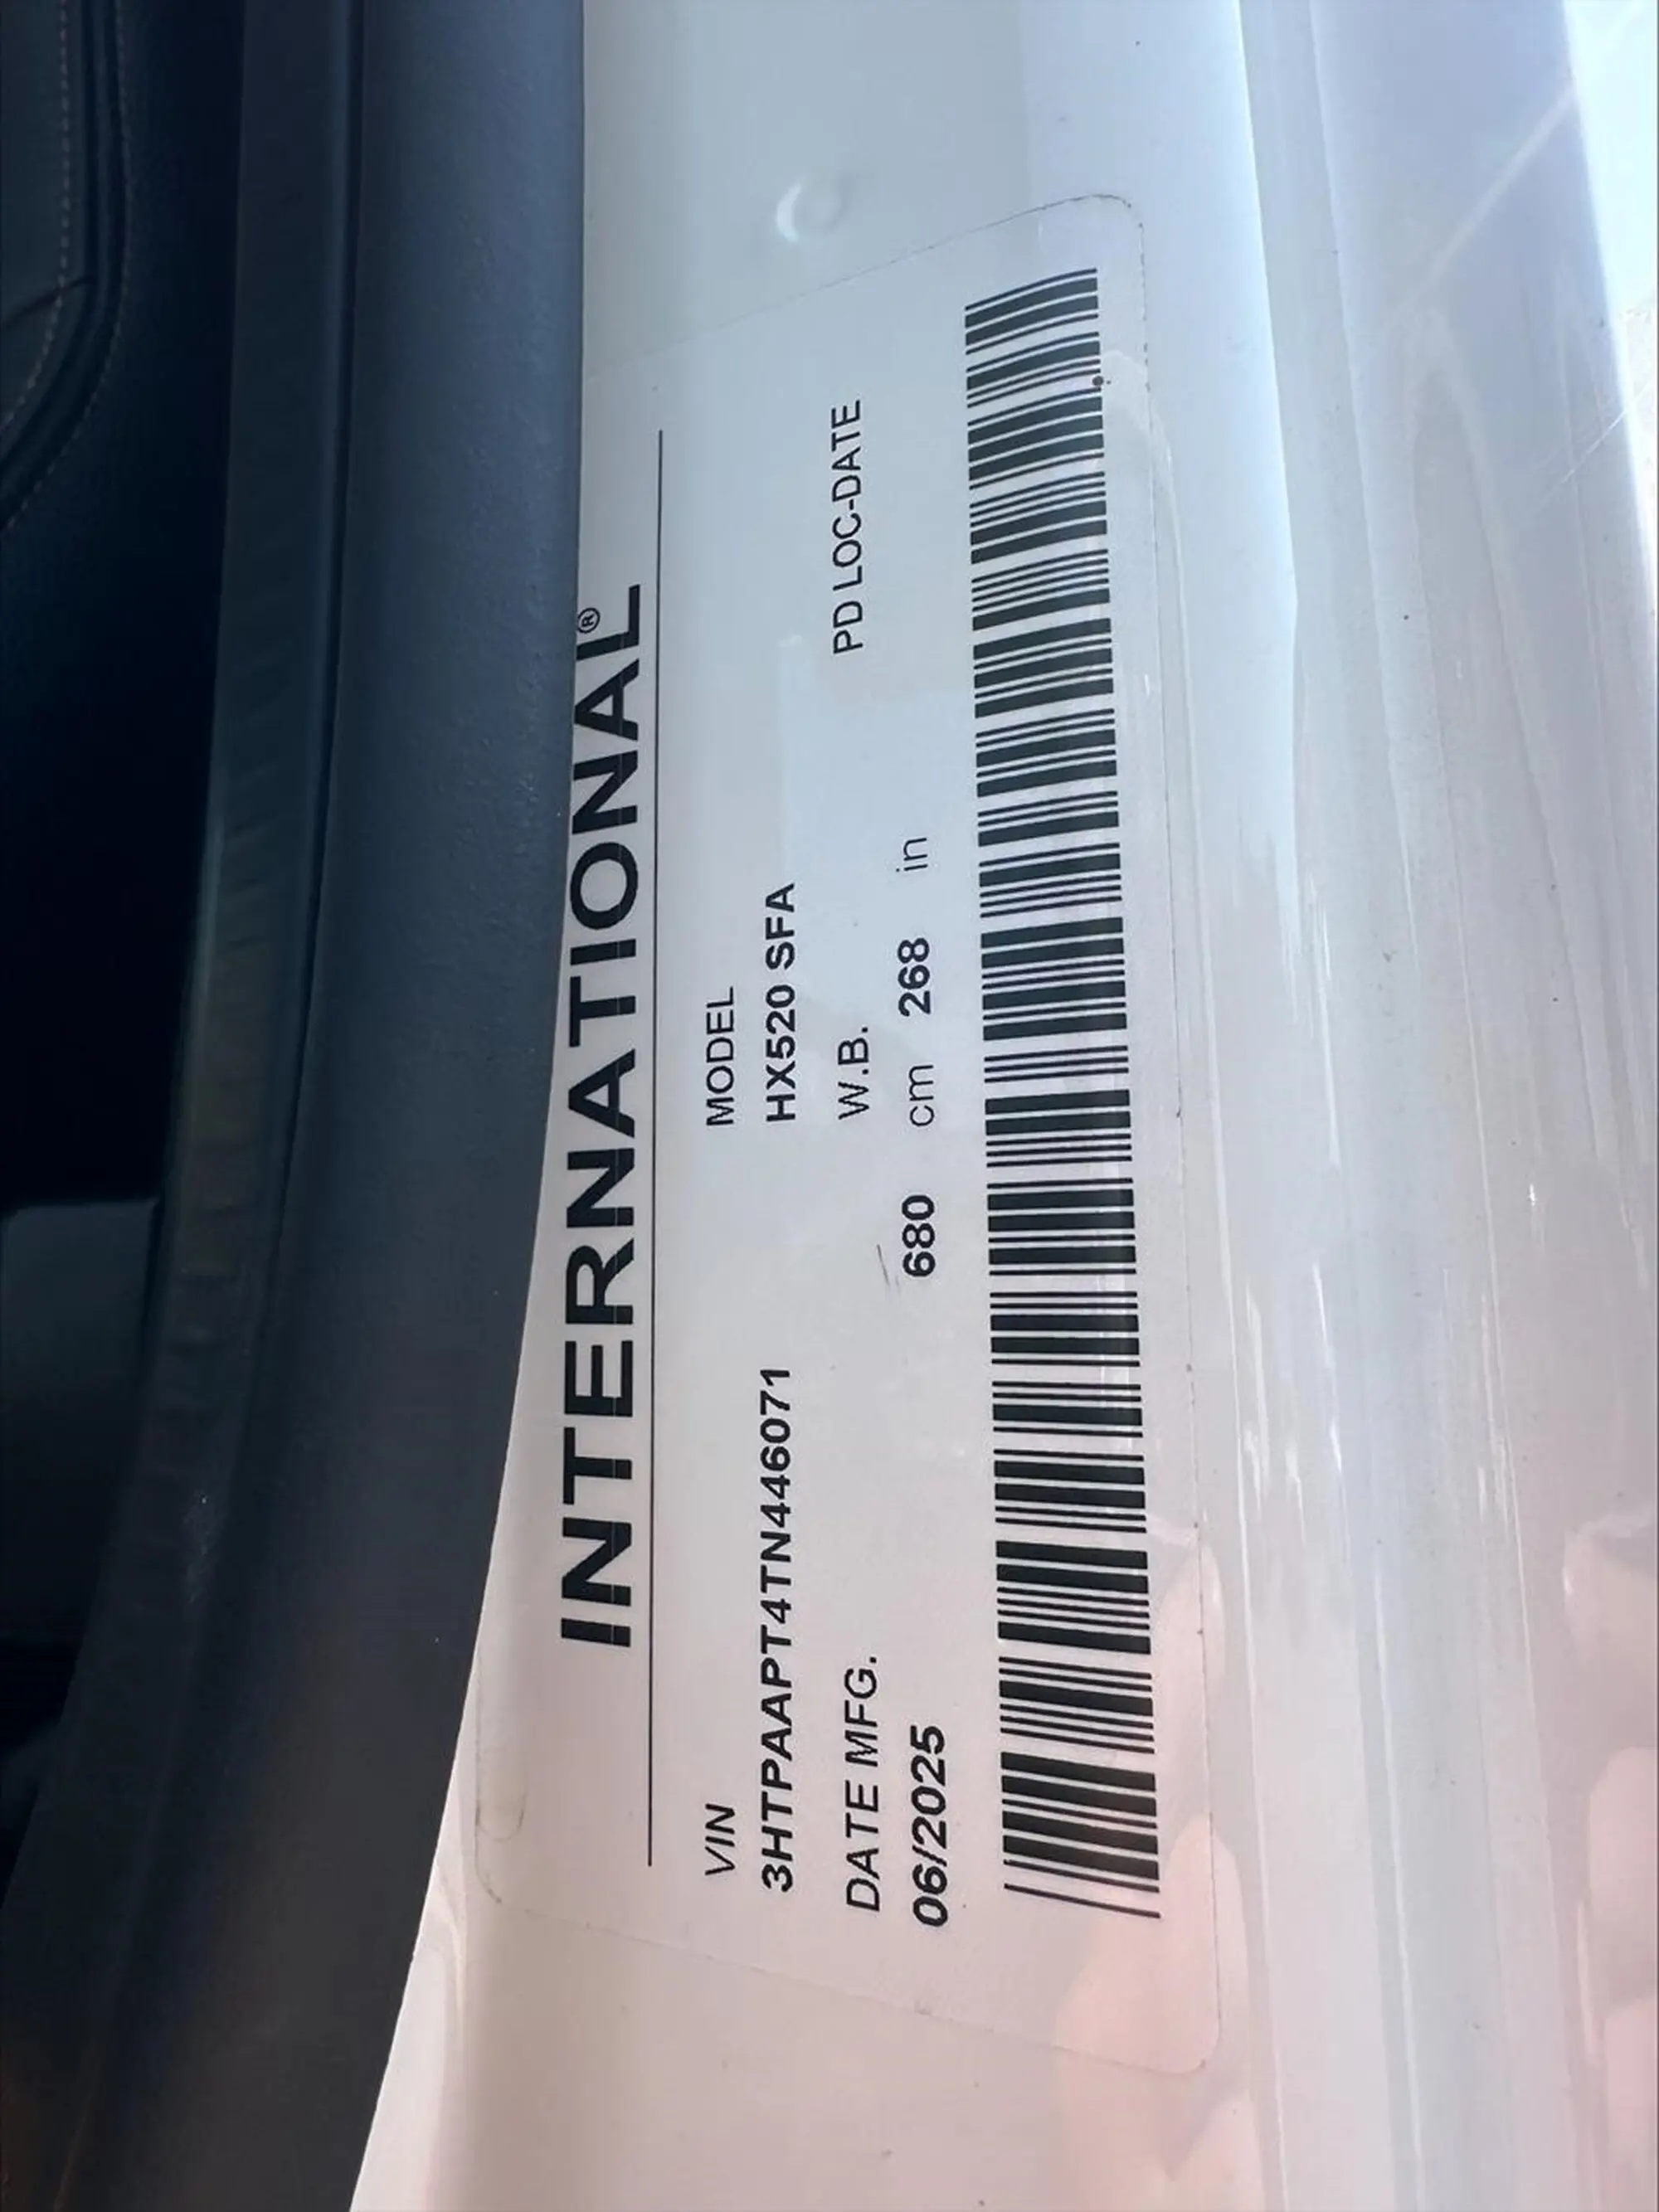 INTERNATIONAL®
VIN MODEL
3HTPAAPT4TN446071 HX520 SFA
DATE MFG. W.B. PD LOC-DATE
06/2025 680 cm 268 in